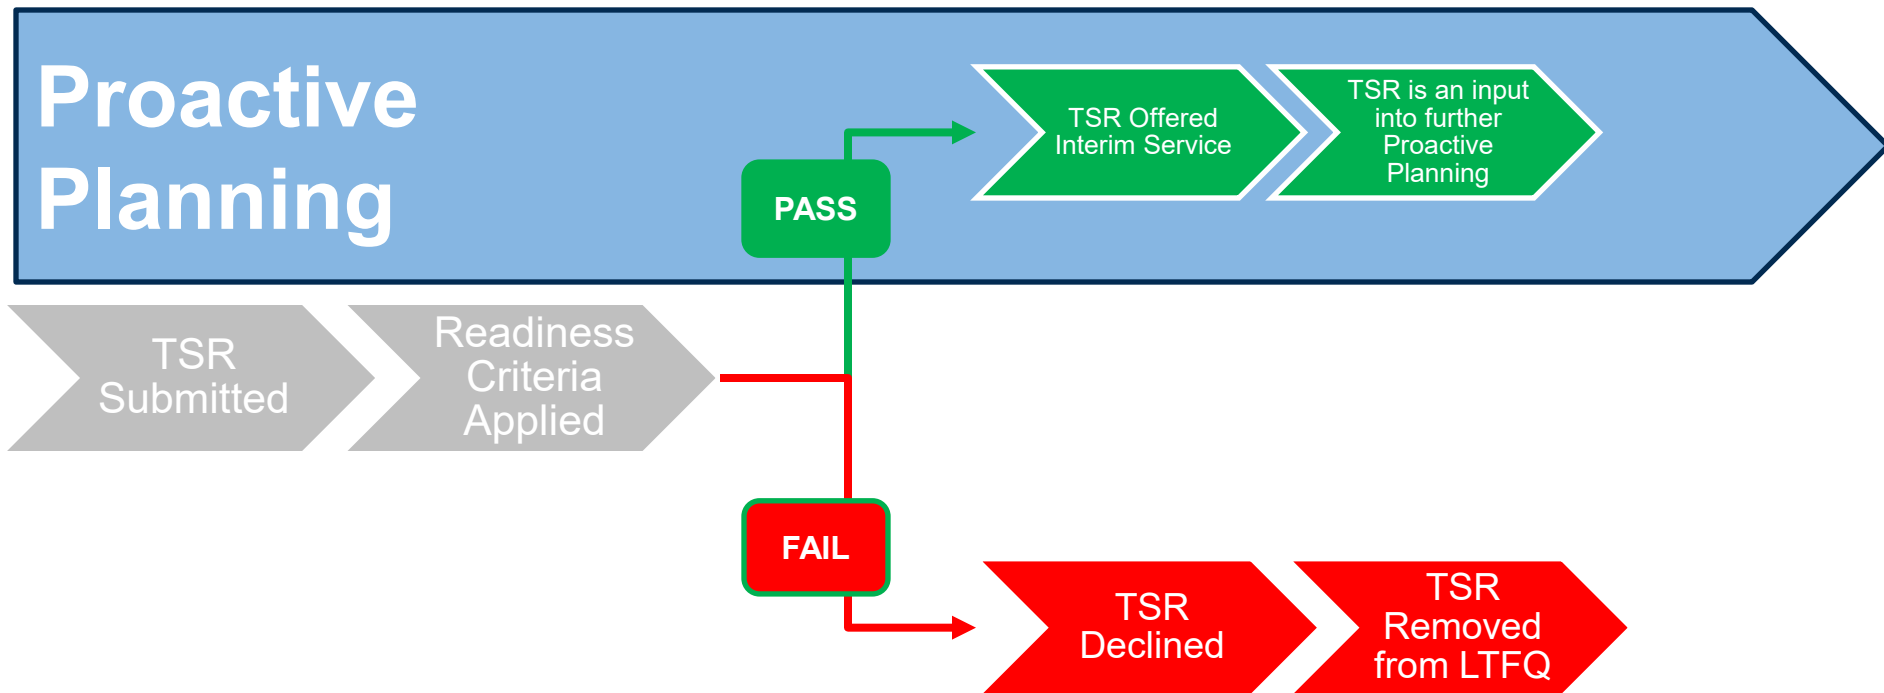 Proactive
Planning
TSR Offered
Interim Service
TSR is an input
into further
Proactive
Planning
PASS
TSR
Submitted
Readiness
Criteria
Applied
FAIL
TSR
Declined
TSR
Removed
from LTFQ